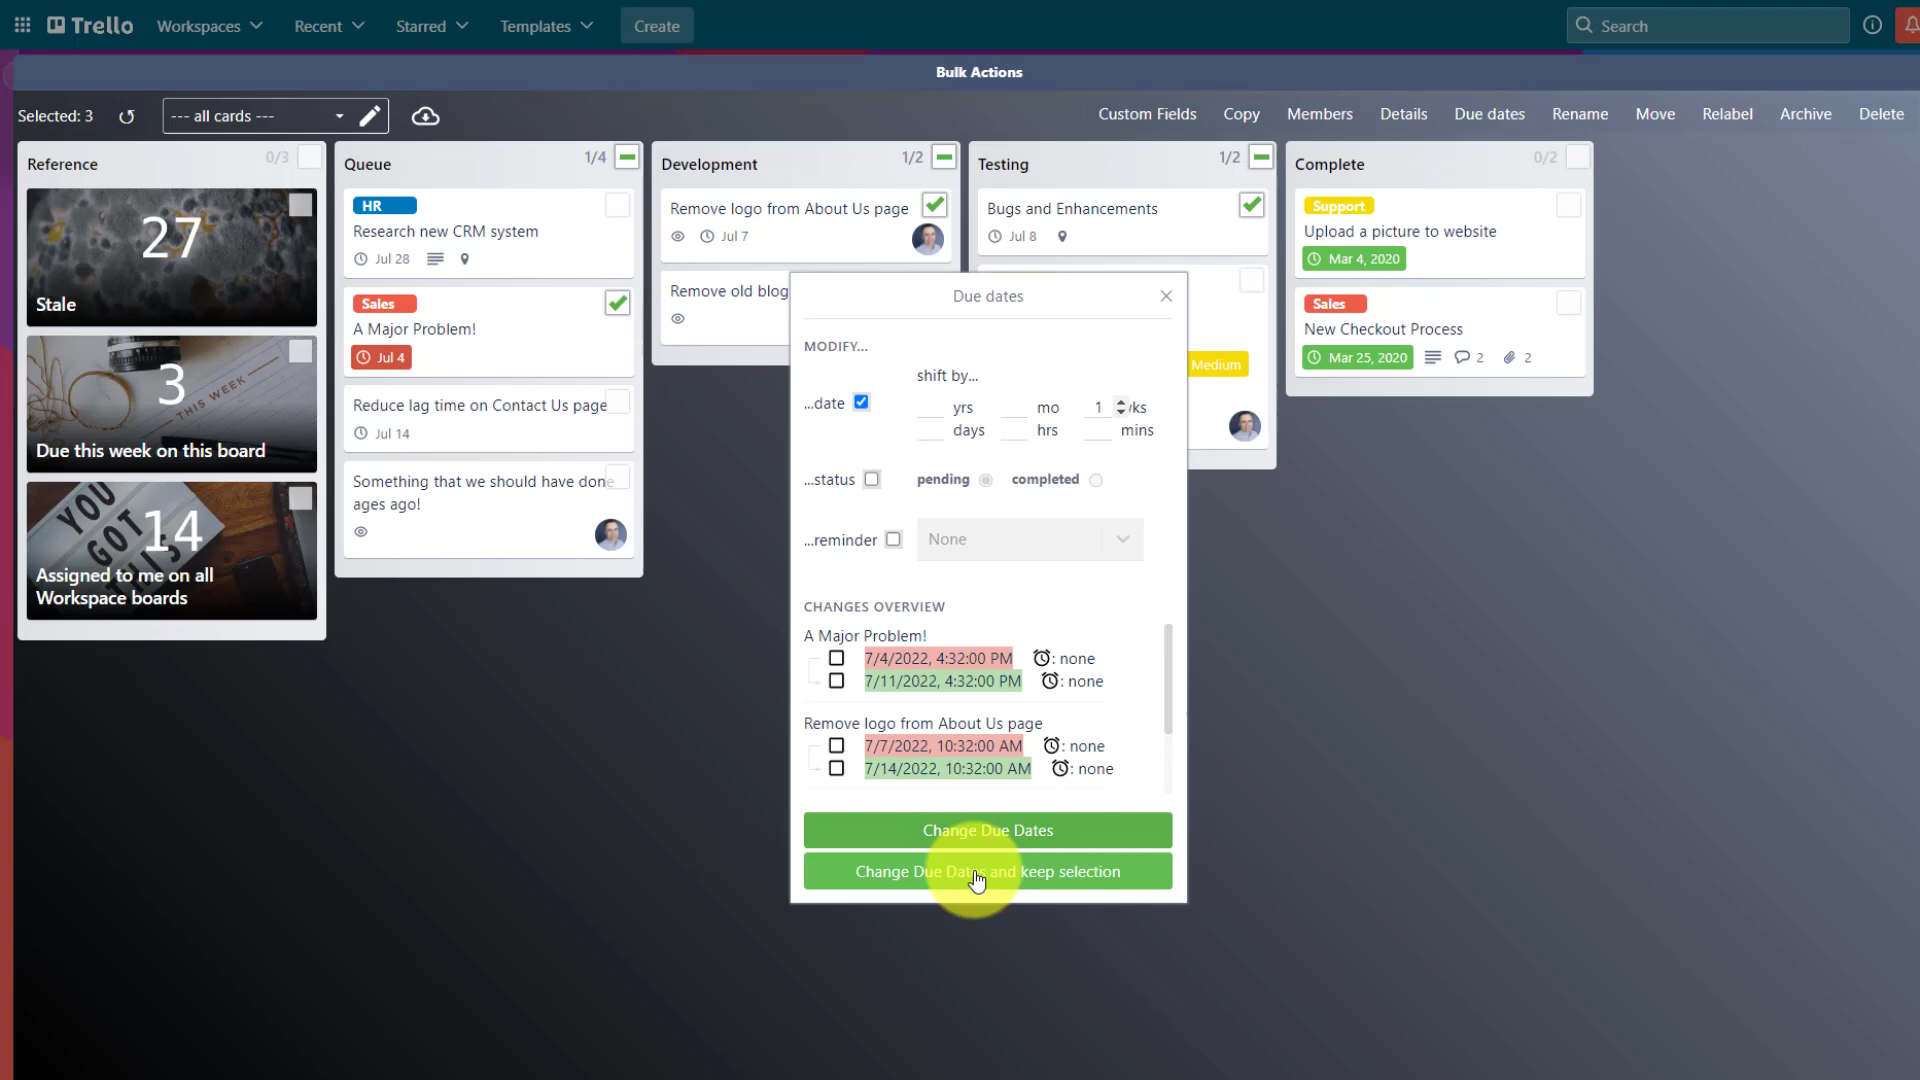 Trello
Workspaces
Recent
Starred
Templates
Create
Search
Bulk Actions
Selected: 3
--- all cards ---
Custom Fields
Copy
Members
Details
Due dates
Rename
Move
Relabel
Archive
Delete
Reference
0/3
27
Stale
3
THIS WEEK
Due this week on this board
YOU
GOT
THIS
14
Assigned to me on all
Workspace boards
Queue
1/4
HR
Research new CRM system
Jul 28
Sales
A Major Problem!
Jul 4
Reduce lag time on Contact Us page
Jul 14
Something that we should have done
ages ago!
Development
1/2
Remove logo from About Us page
Jul 7
Remove old blog
Testing
1/2
Bugs and Enhancements
Jul 8
Medium
Complete
0/2
Support
Upload a picture to website
Mar 4, 2020
Sales
New Checkout Process
Mar 25, 2020
2
2
Due dates
MODIFY...
shift by...
...date
yrs
mo
1
days
hrs
mins
...status
pending
completed
...reminder
None
CHANGES OVERVIEW
A Major Problem!
7/4/2022, 4:32:00 PM : none
7/11/2022, 4:32:00 PM : none
Remove logo from About Us page
7/7/2022, 10:32:00 AM : none
7/14/2022, 10:32:00 AM : none
Change Due Dates
Change Due Dates and keep selection